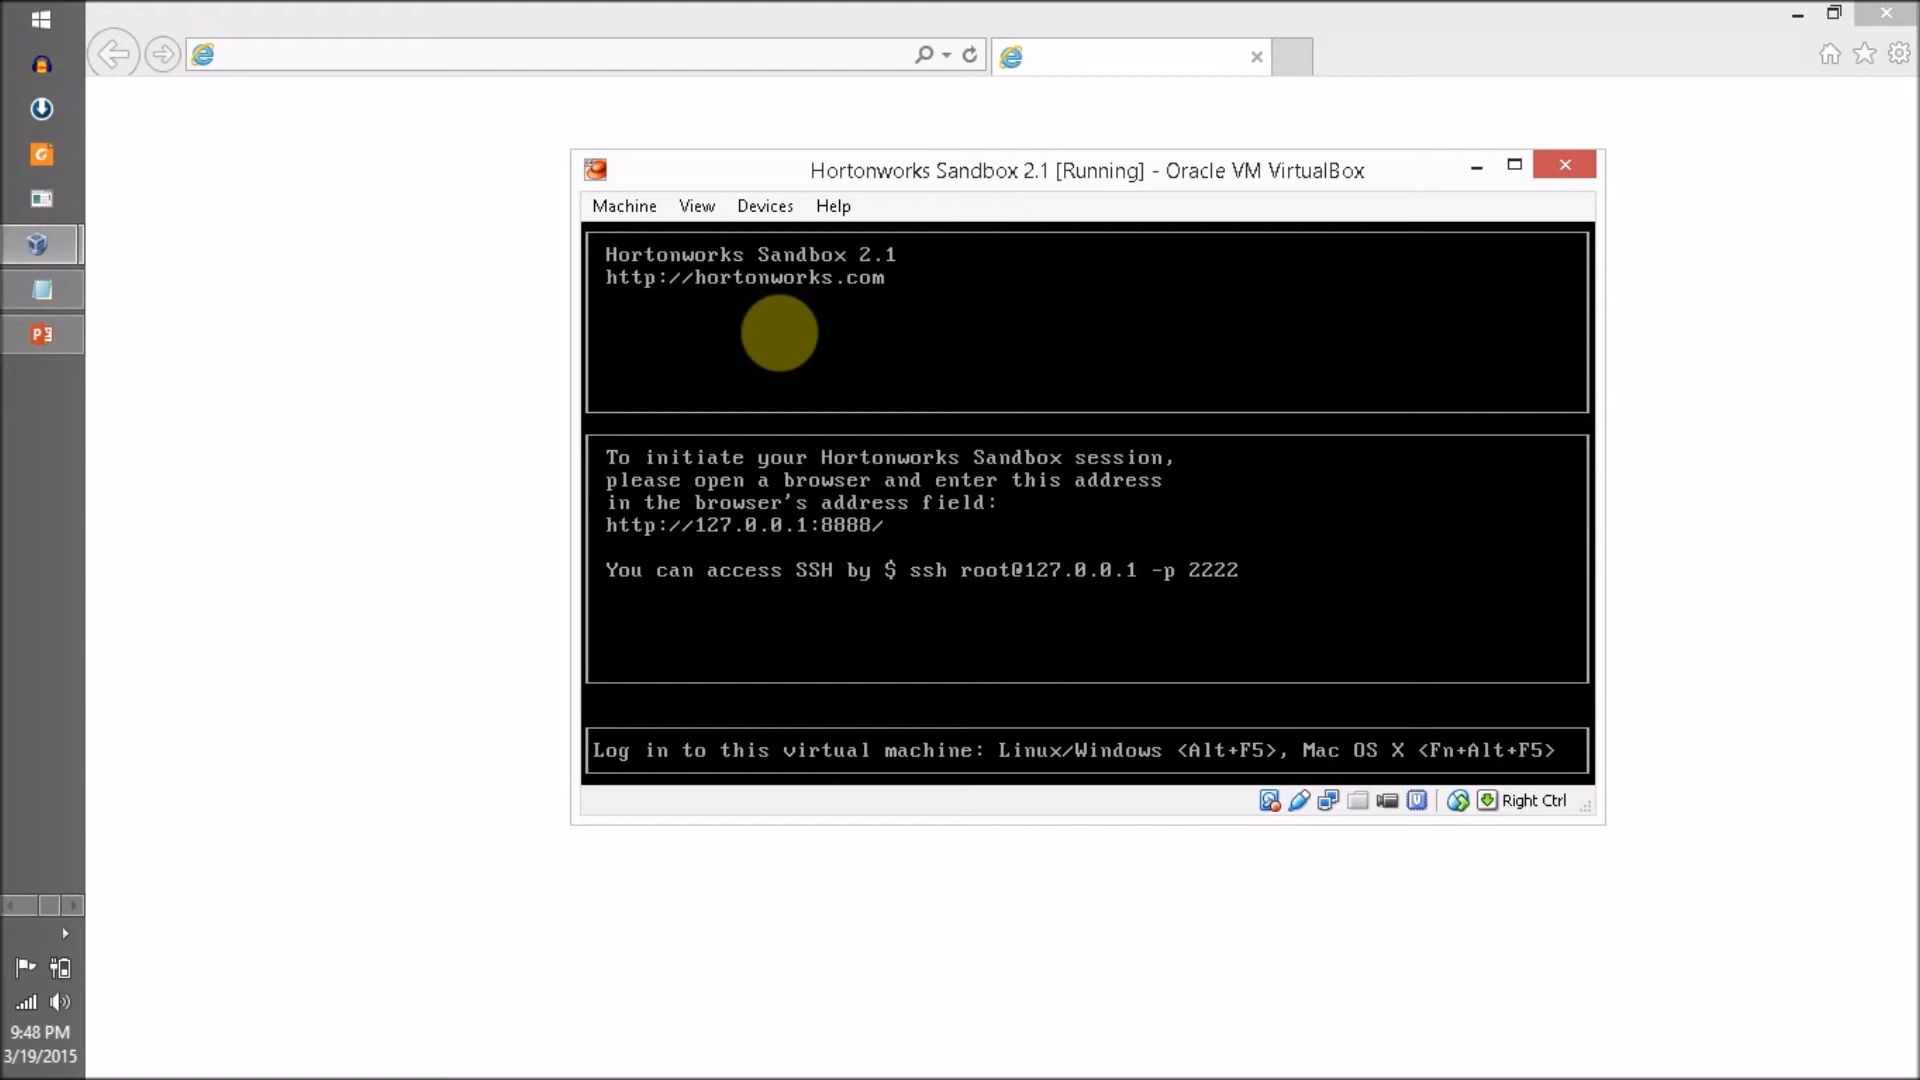 Hortonworks Sandbox 2.1 [Running] - Oracle VM VirtualBox
Machine View Devices Help
Hortonworks Sandbox 2.1
http://hortonworks.com
To initiate your Hortonworks Sandbox session,
please open a browser and enter this address
in the browser's address field:
http://127.0.0.1:8888/
You can access SSH by $ ssh root@127.0.0.1 -p 2222
Log in to this virtual machine: Linux/Windows <Alt+F5>, Mac OS X <Fn+Alt+F5>
Right Ctrl
9:48 PM
3/19/2015